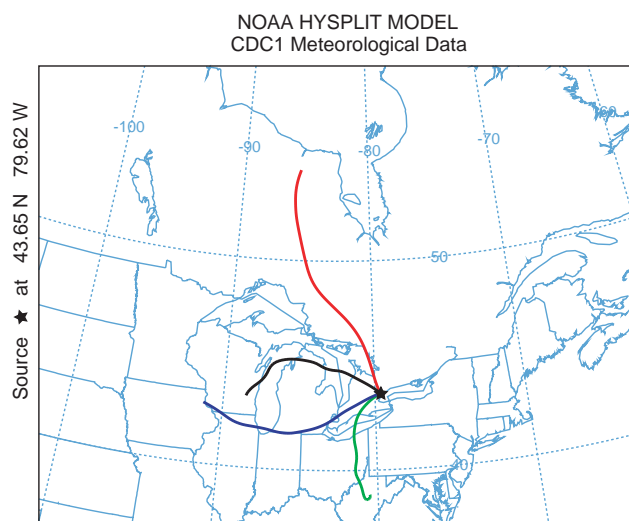 NOAA HYSPLIT MODEL
CDC1 Meteorological Data
Source ★ at 43.65 N 79.62 W
-100
-90
-80
-70
-60
50
40